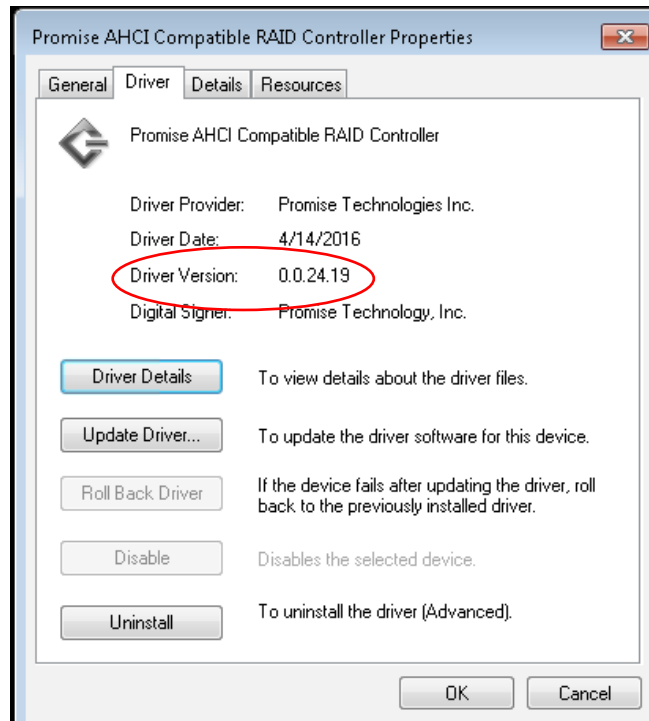 Promise AHCI Compatible RAID Controller Properties
General Driver Details Resources
Promise AHCI Compatible RAID Controller
Driver Provider: Promise Technologies Inc.
Driver Date: 4/14/2016
Driver Version: 0.0.24.19
Digital Signer: Promise Technology, Inc.
Driver Details To view details about the driver files.
Update Driver... To update the driver software for this device.
Roll Back Driver If the device fails after updating the driver, roll
back to the previously installed driver.
Disable Disables the selected device.
Uninstall To uninstall the driver (Advanced).
OK Cancel